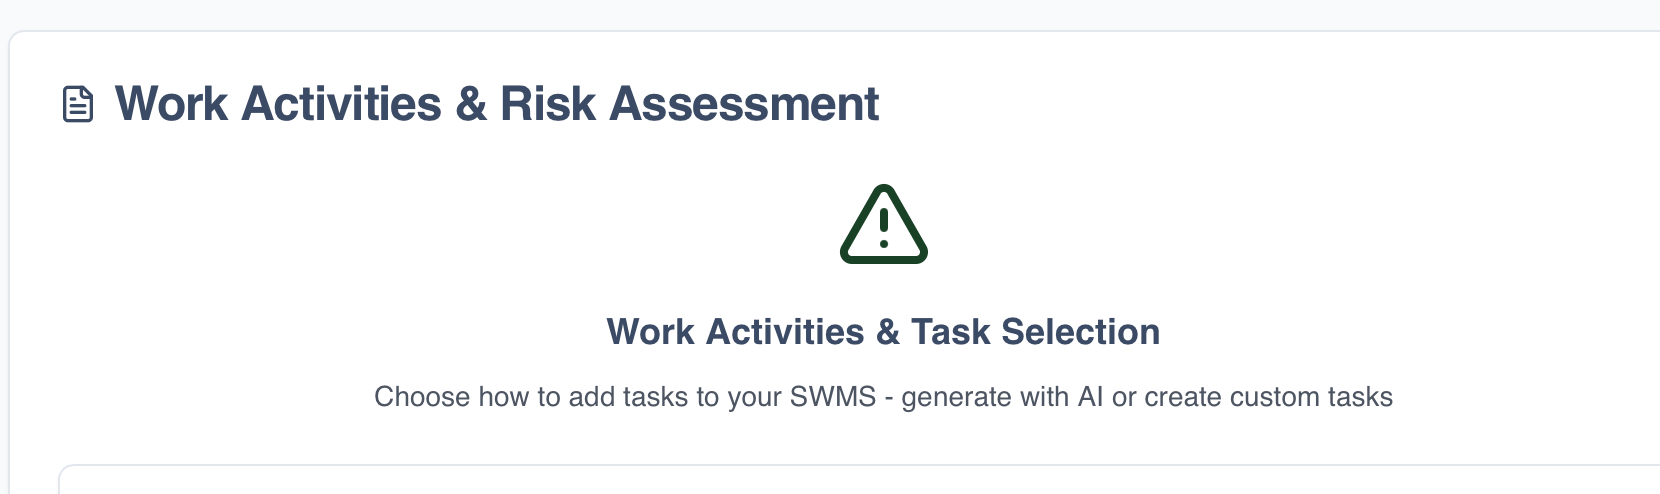 Work Activities & Risk Assessment
Work Activities & Task Selection
Choose how to add tasks to your SWMS - generate with AI or create custom tasks